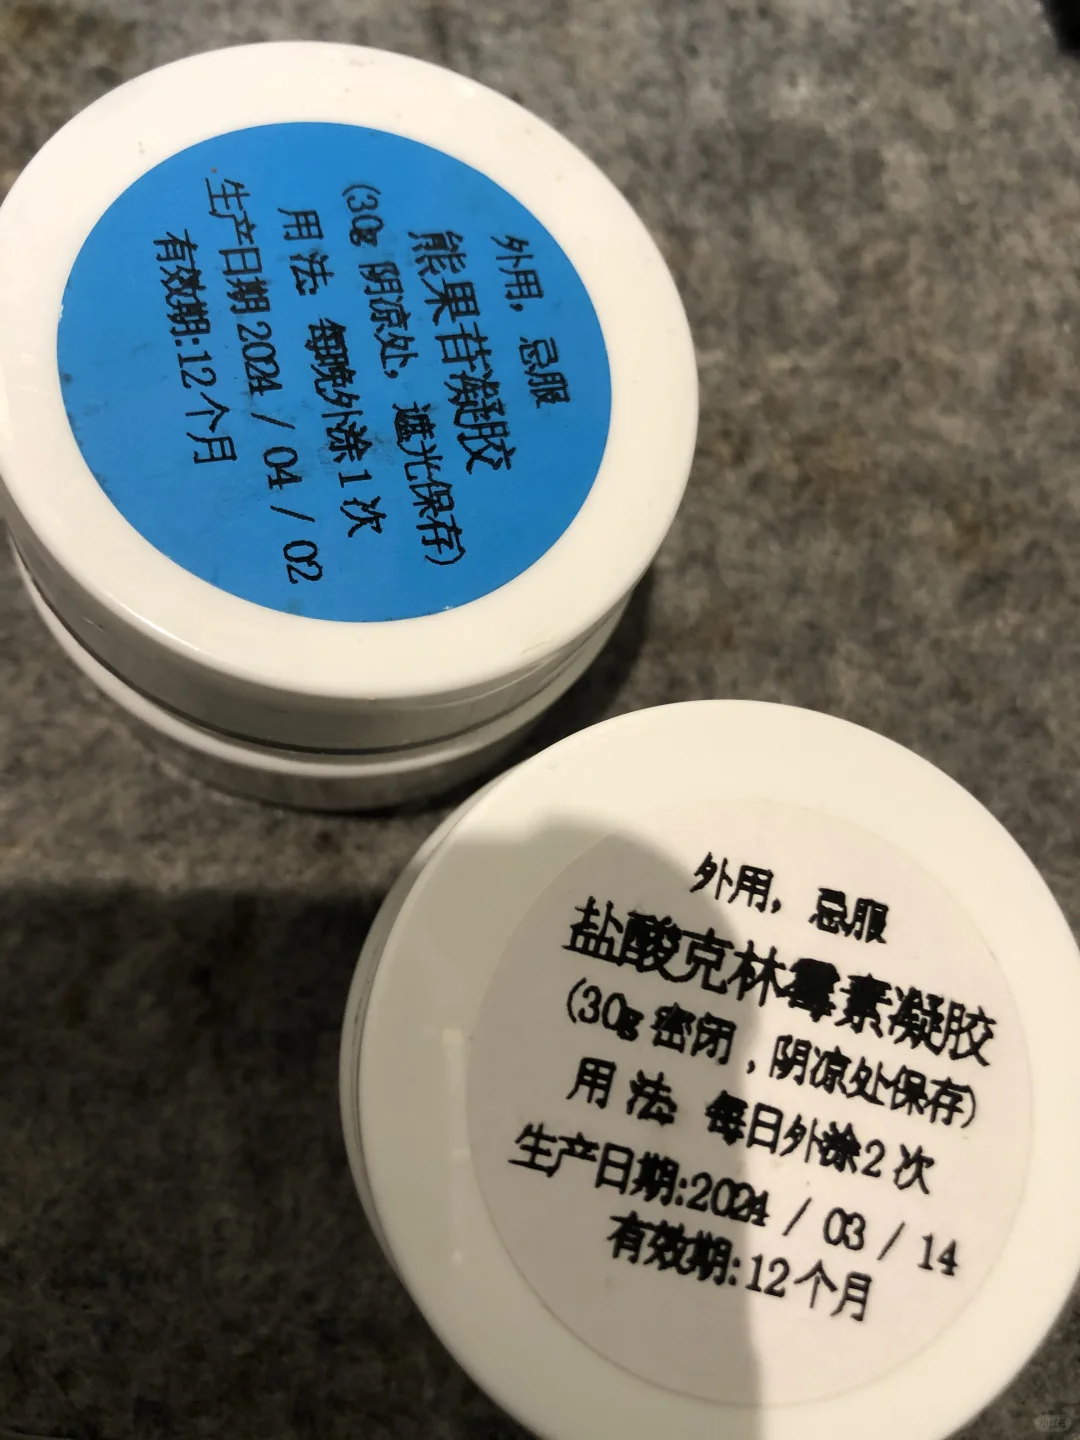 外用，忌服
熊果苷凝胶
(30g 阴凉处，遮光保存)
用法: 每晚外涂1次
生产日期 2024 / 04 / 02
有效期:12个月
外用，忌服
盐酸克林霉素凝胶
(30g 密闭，阴凉处保存)
用法: 每日外涂2次
生产日期:2024 / 03 / 14
有效期:12个月